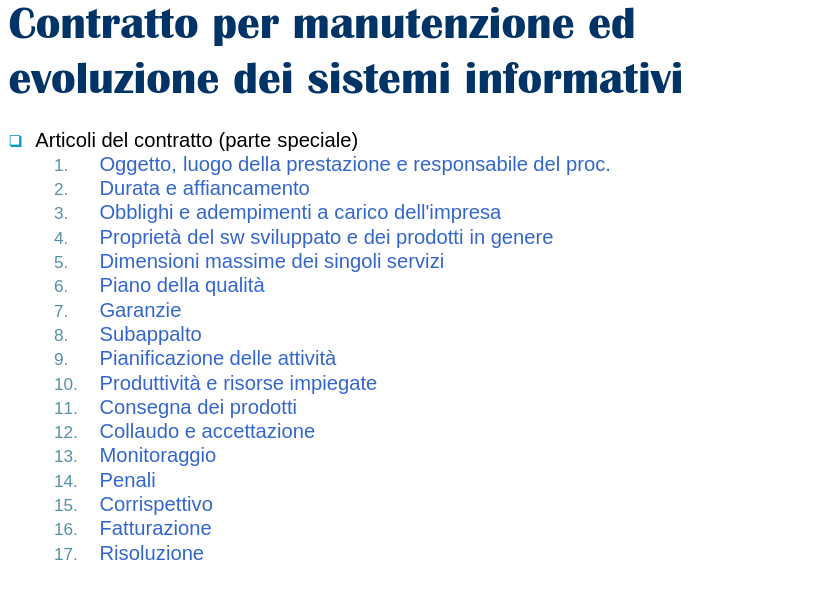 Contratto per manutenzione ed
evoluzione dei sistemi informativi
❑ Articoli del contratto (parte speciale)
1. Oggetto, luogo della prestazione e responsabile del proc.
2. Durata e affiancamento
3. Obblighi e adempimenti a carico dell'impresa
4. Proprietà del sw sviluppato e dei prodotti in genere
5. Dimensioni massime dei singoli servizi
6. Piano della qualità
7. Garanzie
8. Subappalto
9. Pianificazione delle attività
10. Produttività e risorse impiegate
11. Consegna dei prodotti
12. Collaudo e accettazione
13. Monitoraggio
14. Penali
15. Corrispettivo
16. Fatturazione
17. Risoluzione